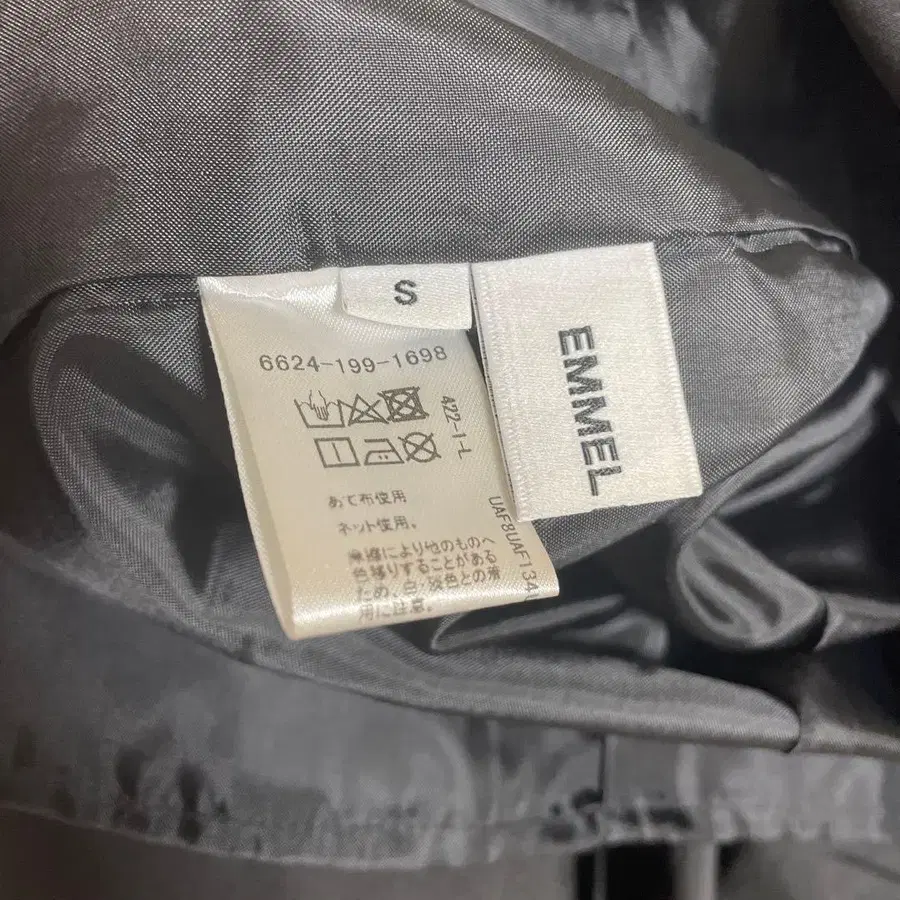 S
EMMEL
6624-199-1698
422-1-L
あて布使用
ネット使用。
摩擦により他のものへ
色移りすることがある
ため、白・淡色との着
用に注意。
UAF8UAF134